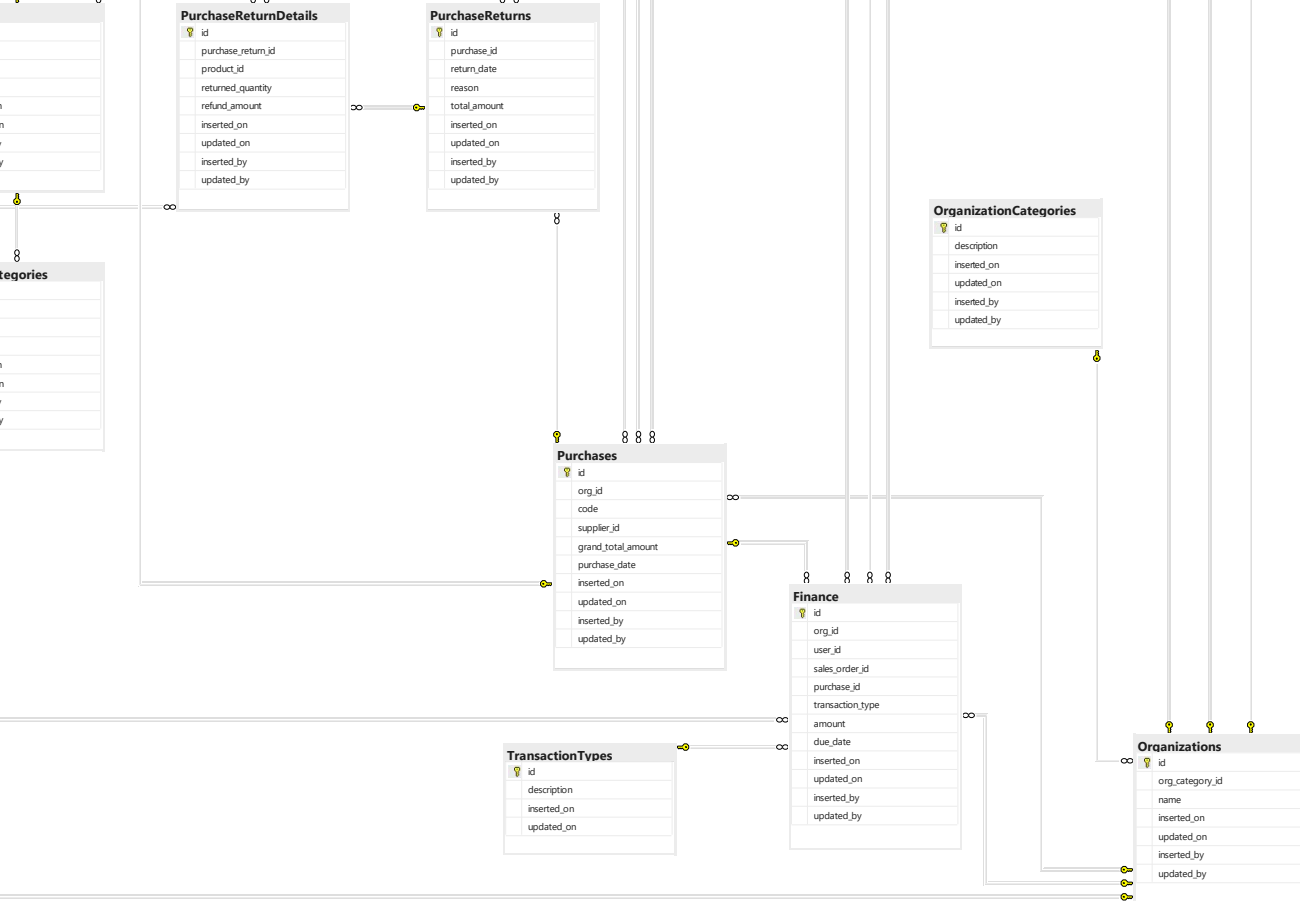 PurchaseReturnDetails
id
purchase_return_id
product_id
returned_quantity
refund_amount
inserted_on
updated_on
inserted_by
updated_by
PurchaseReturns
id
purchase_id
return_date
reason
total_amount
inserted_on
updated_on
inserted_by
updated_by
tegories
OrganizationCategories
id
description
inserted_on
updated_on
inserted_by
updated_by
Purchases
id
org_id
code
supplier_id
grand_total_amount
purchase_date
inserted_on
updated_on
inserted_by
updated_by
Finance
id
org_id
user_id
sales_order_id
purchase_id
transaction_type
amount
due_date
inserted_on
updated_on
inserted_by
updated_by
TransactionTypes
id
description
inserted_on
updated_on
Organizations
id
org_category_id
name
inserted_on
updated_on
inserted_by
updated_by